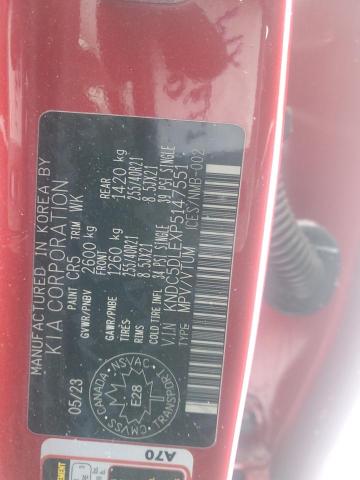 MANUFACTURED IN KOREA BY
KIA CORPORATION
05/23 PAINT CR5 TRIM WK
GVWR/PNBV 2600 kg
FRONT REAR
GAWR/PNBE 1260 kg 1420 kg
TIRES 255/40R21 255/40R21
RIMS 8.5JX21 8.5JX21
COLD TIRE INF. 34 PSI SINGLE 39 PSI SINGLE
V.I.N KNDC5DLEXP5147551
TYPE: MPV/VTUM ICES/NMB-002
CANADA NSVAC TRANSPORT CMVSS
E28
A70